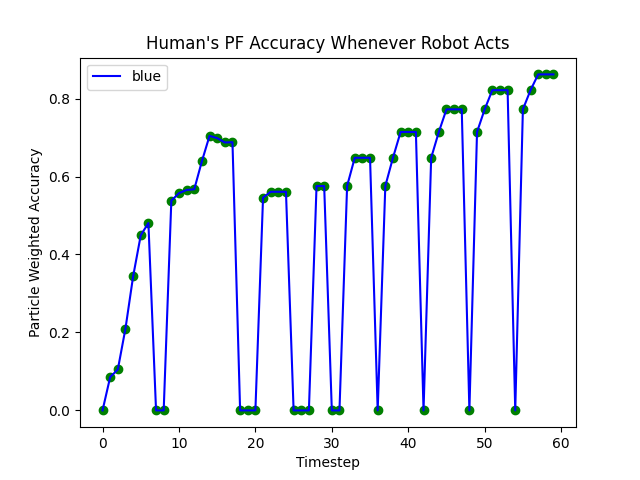 Human's PF Accuracy Whenever Robot Acts
blue
Particle Weighted Accuracy
0.8
0.6
0.4
0.2
0.0
0 10 20 30 40 50 60
Timestep